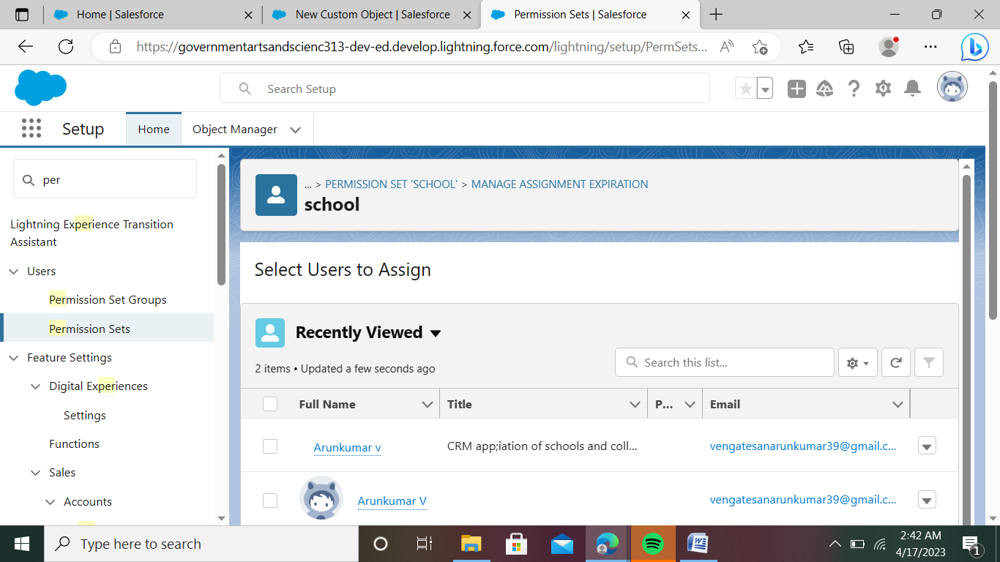 Home | Salesforce
New Custom Object | Salesforce
Permission Sets | Salesforce
https://governmentartsandscienc313-dev-ed.develop.lightning.force.com/lightning/setup/PermSets...
Search Setup
Setup
Home
Object Manager
per
Lightning Experience Transition
Assistant
Users
Permission Set Groups
Permission Sets
Feature Settings
Digital Experiences
Settings
Functions
Sales
Accounts
... > PERMISSION SET 'SCHOOL' > MANAGE ASSIGNMENT EXPIRATION
school
Select Users to Assign
Recently Viewed
2 items • Updated a few seconds ago
Search this list...
Full Name Title P... Email
Arunkumar v CRM app;iation of schools and coll... vengatesanarunkumar39@gmail.c...
Arunkumar V vengatesanarunkumar39@gmail.c...
Type here to search
2:42 AM
4/17/2023
1